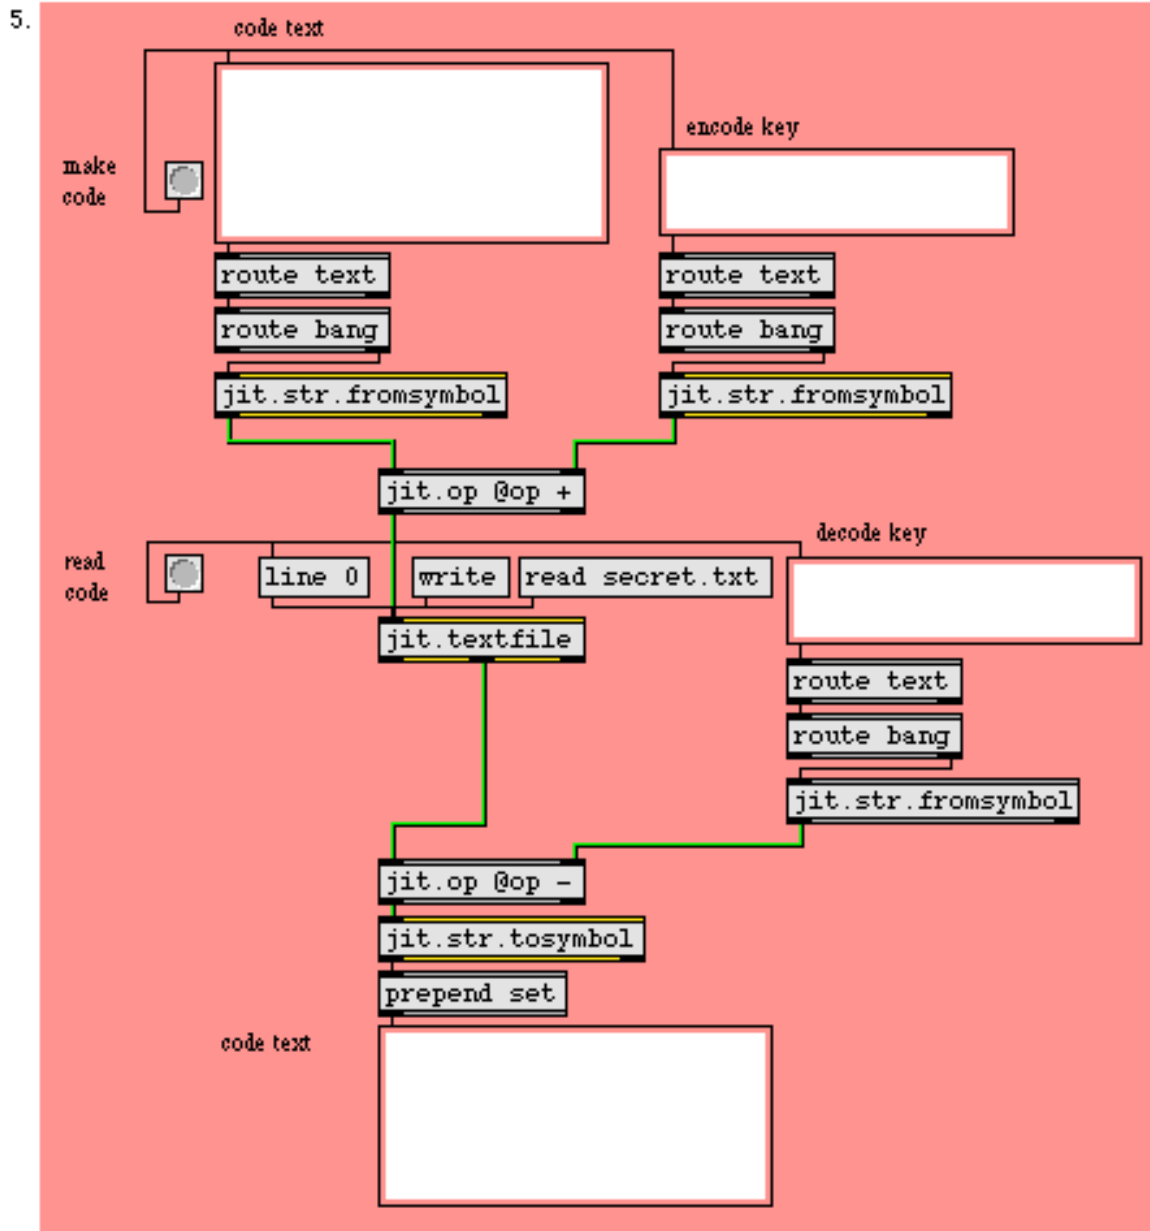 5.
code text
encode key
make
code
route text
route text
route bang
route bang
jit.str.fromsymbol
jit.str.fromsymbol
jit.op @op +
decode key
read
code
line 0
write
read secret.txt
jit.textfile
route text
route bang
jit.str.fromsymbol
jit.op @op -
jit.str.tosymbol
prepend set
code text